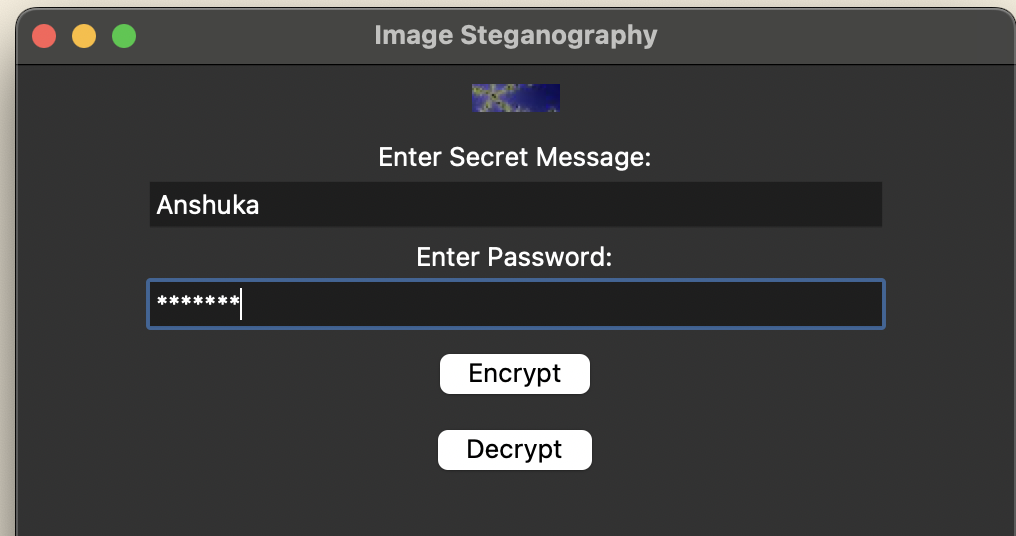 Image Steganography
Enter Secret Message:
Anshuka
Enter Password:
*******
Encrypt
Decrypt